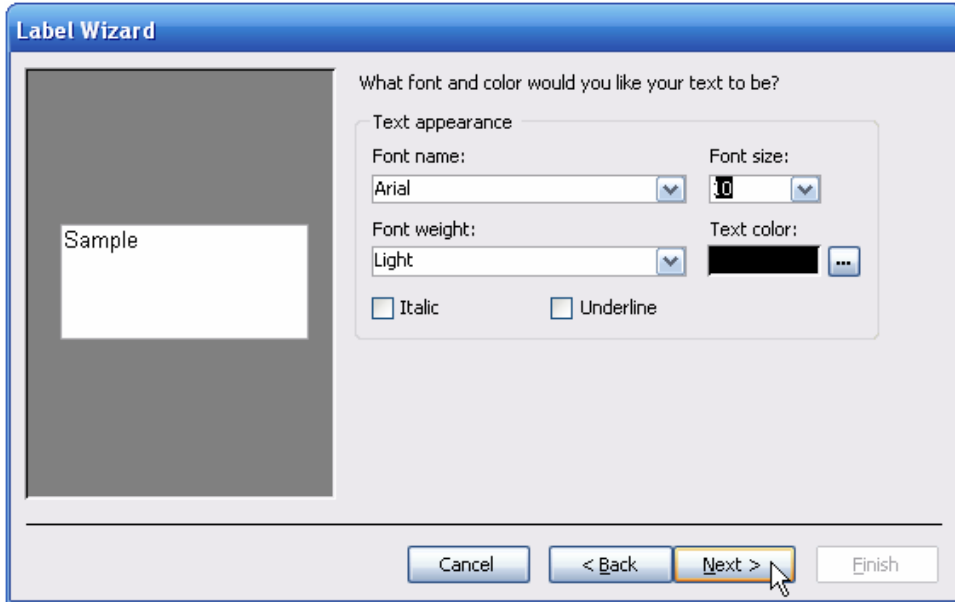 Label Wizard
What font and color would you like your text to be?
Text appearance
Font name:
Font size:
Arial
10
Sample
Font weight:
Text color:
Light
...
Italic
Underline
Cancel
< Back
Next >
Finish